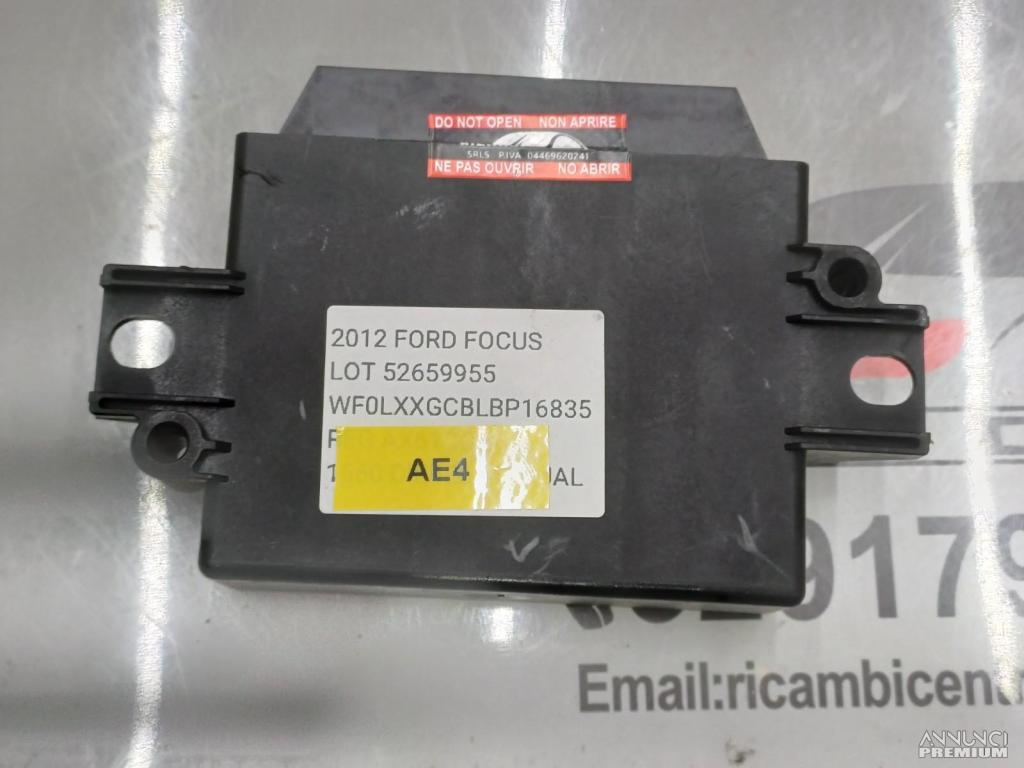 DO NOT OPEN NON APRIRE
SRLS P.IVA 04469620241
NE PAS OUVRIR NO ABRIR
2012 FORD FOCUS
LOT 52659955
WF0LXXGCBLBP16835
AE4
Email:ricambicent
ANNUNCI
PREMIUM